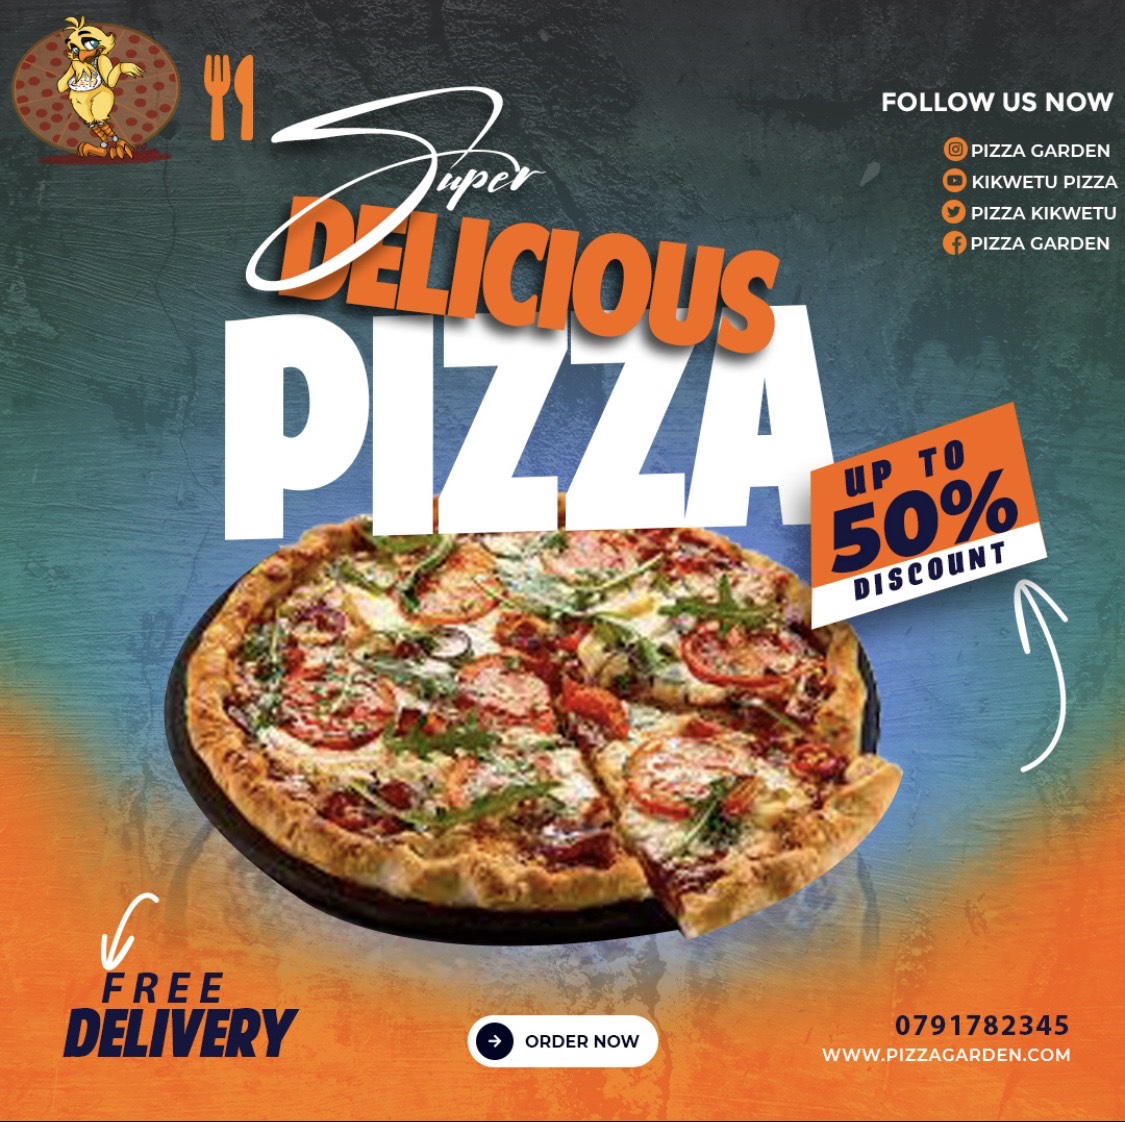 FOLLOW US NOW
PIZZA GARDEN
KIKWETU PIZZA
PIZZA KIKWETU
PIZZA GARDEN
Super
DELICIOUS
PIZZA
UP TO
50%
DISCOUNT
FREE
DELIVERY
ORDER NOW
0791782345
WWW.PIZZAGARDEN.COM